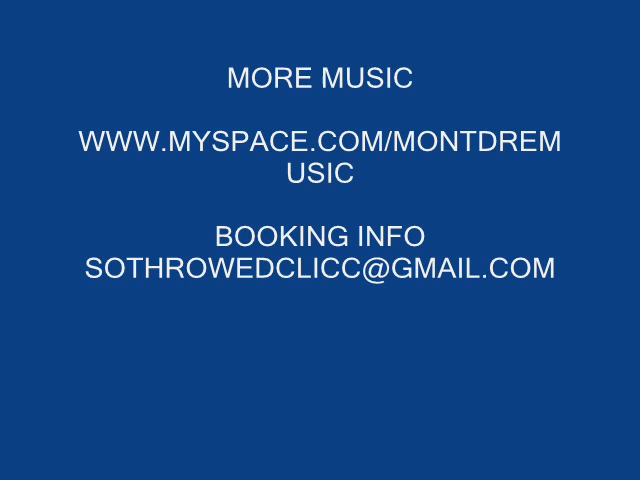 MORE MUSIC
WWW.MYSPACE.COM/MONTDREM
USIC
BOOKING INFO
SOTHROWEDCLICC@GMAIL.COM